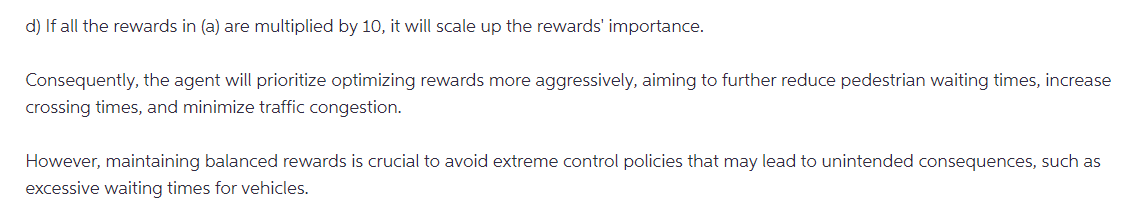 d) If all the rewards in (a) are multiplied by 10, it will scale up the rewards' importance.
Consequently, the agent will prioritize optimizing rewards more aggressively, aiming to further reduce pedestrian waiting times, increase
crossing times, and minimize traffic congestion.
However, maintaining balanced rewards is crucial to avoid extreme control policies that may lead to unintended consequences, such as
excessive waiting times for vehicles.